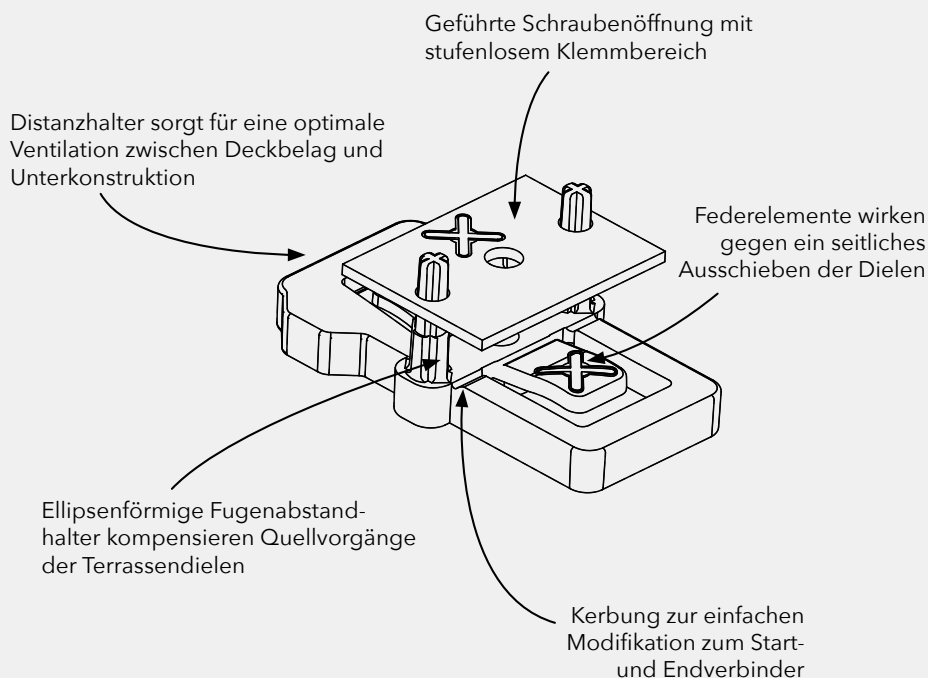 Geführte Schraubenöffnung mit
stufenlosem Klemmbereich
Distanzhalter sorgt für eine optimale
Ventilation zwischen Deckbelag und
Unterkonstruktion
Federelemente wirken
gegen ein seitliches
Ausschieben der Dielen
Ellipsenförmige Fugenabstand-
halter kompensieren Quellvorgänge
der Terrassendielen
Kerbung zur einfachen
Modifikation zum Start-
und Endverbinder